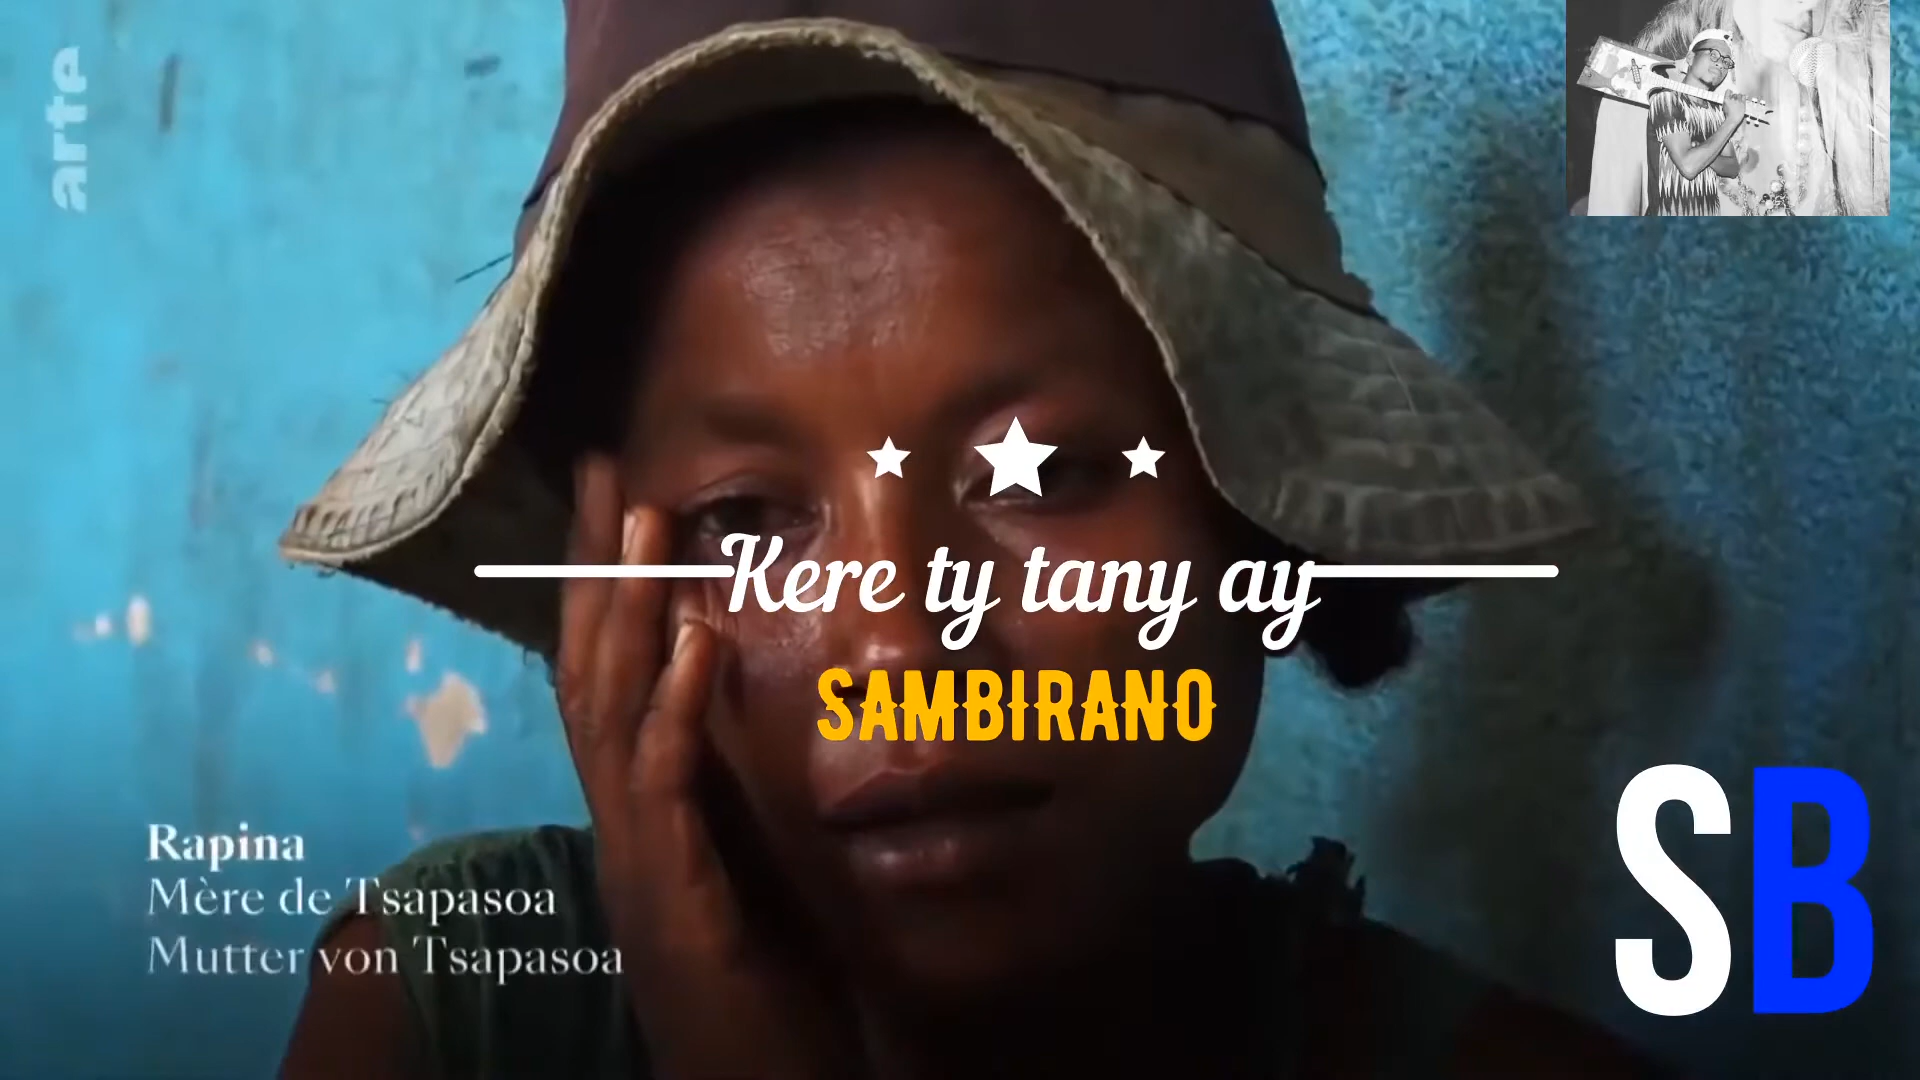 arte
Kere ty tany ay
SAMBIRANO
Rapina
Mère de Tsapasoa
Mutter von Tsapasoa
SB